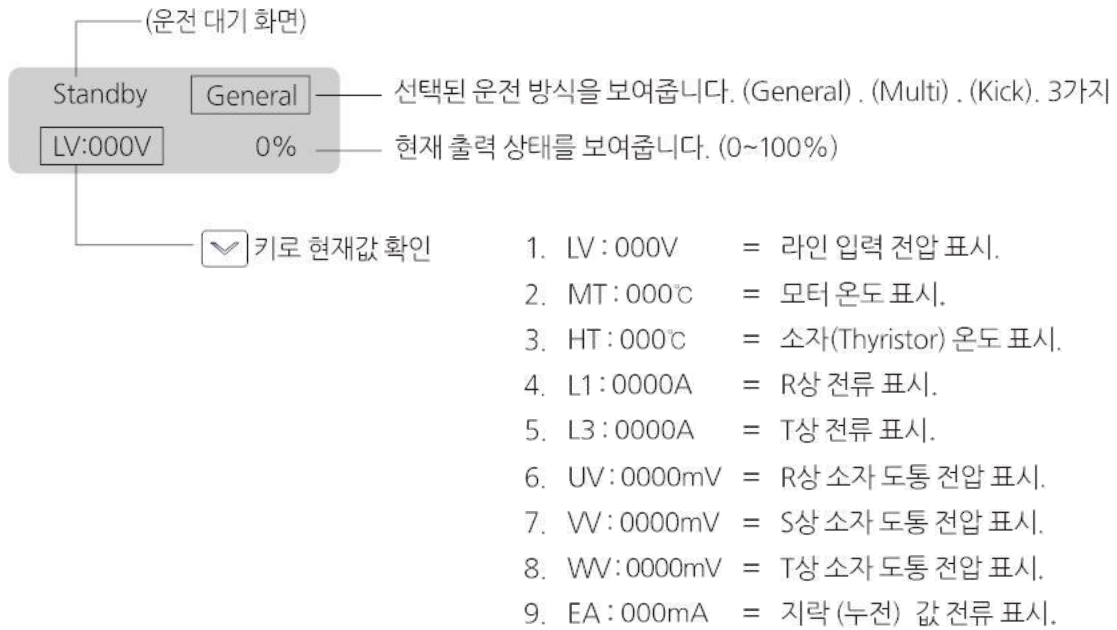 (운전 대기 화면)
Standby General 선택된 운전 방식을 보여줍니다. (General) . (Multi) . (Kick). 3가지
LV:000V 0% 현재 출력 상태를 보여줍니다. (0~100%)
키로 현재값 확인
1. LV : 000V = 라인 입력 전압 표시.
2. MT : 000℃ = 모터 온도 표시.
3. HT : 000℃ = 소자(Thyristor) 온도 표시.
4. L1 : 0000A = R상 전류 표시.
5. L3 : 0000A = T상 전류 표시.
6. UV : 0000mV = R상 소자 도통 전압 표시.
7. VV : 0000mV = S상 소자 도통 전압 표시.
8. WV : 0000mV = T상 소자 도통 전압 표시.
9. EA : 000mA = 지락 (누전) 값 전류 표시.